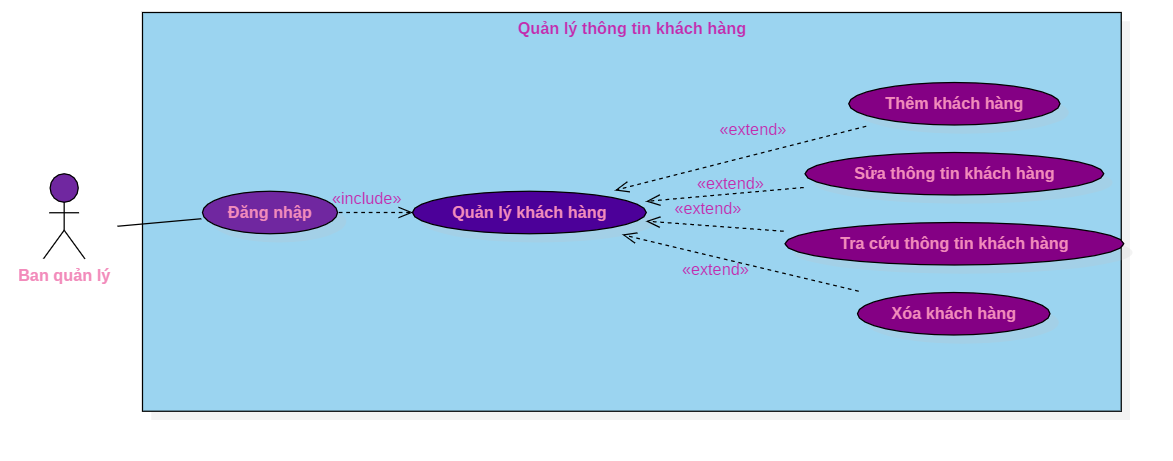 Quản lý thông tin khách hàng
Thêm khách hàng
«extend»
Sửa thông tin khách hàng
«extend»
«include»
«extend»
Đăng nhập
Quản lý khách hàng
Tra cứu thông tin khách hàng
«extend»
Ban quản lý
Xóa khách hàng